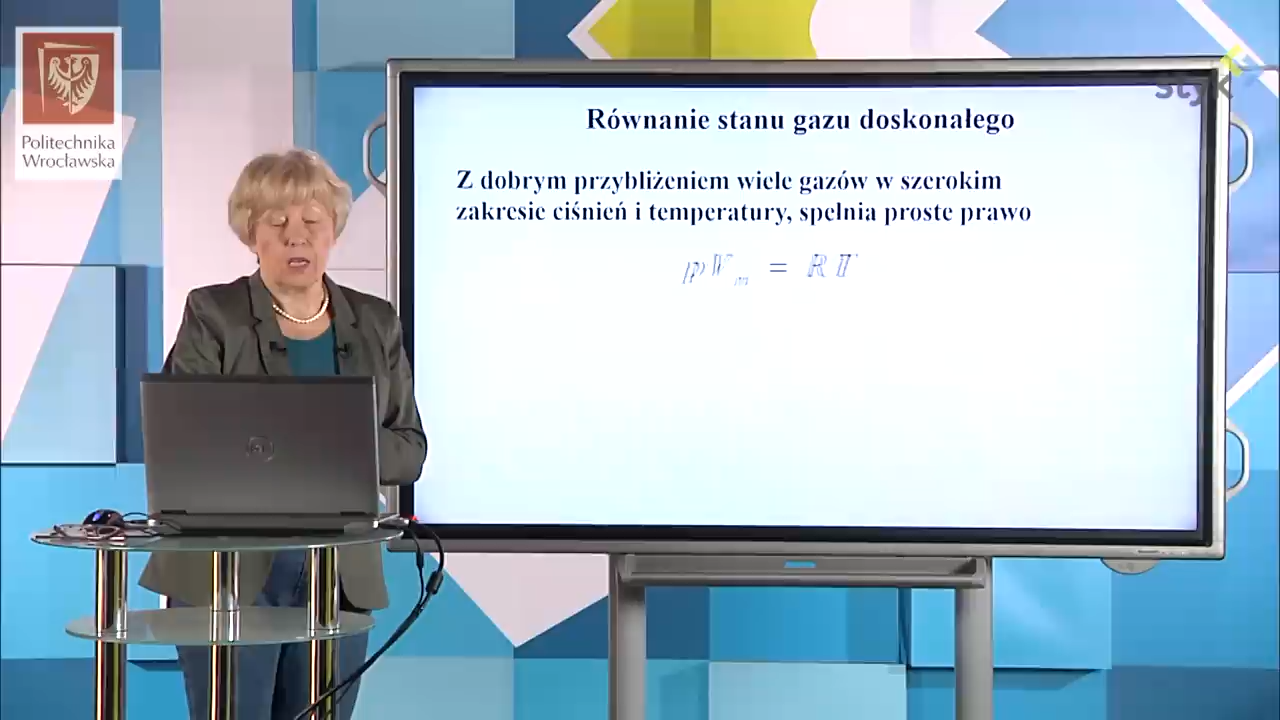 Politechnika
Wrocławska
Styk
Równanie stanu gazu doskonałego
Z dobrym przybliżeniem wiele gazów w szerokim
zakresie ciśnień i temperatury, spełnia proste prawo
pV_m = RT